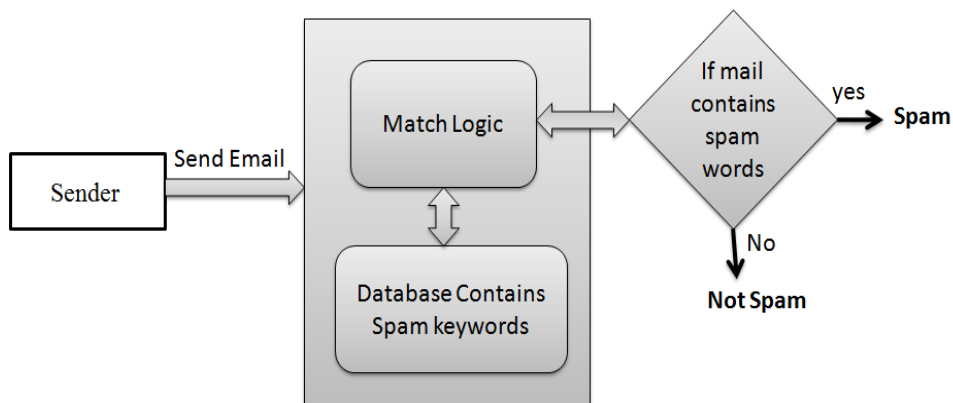 Sender
Send Email
Match Logic
Database Contains
Spam keywords
If mail
contains
spam
words
yes
Spam
No
Not Spam